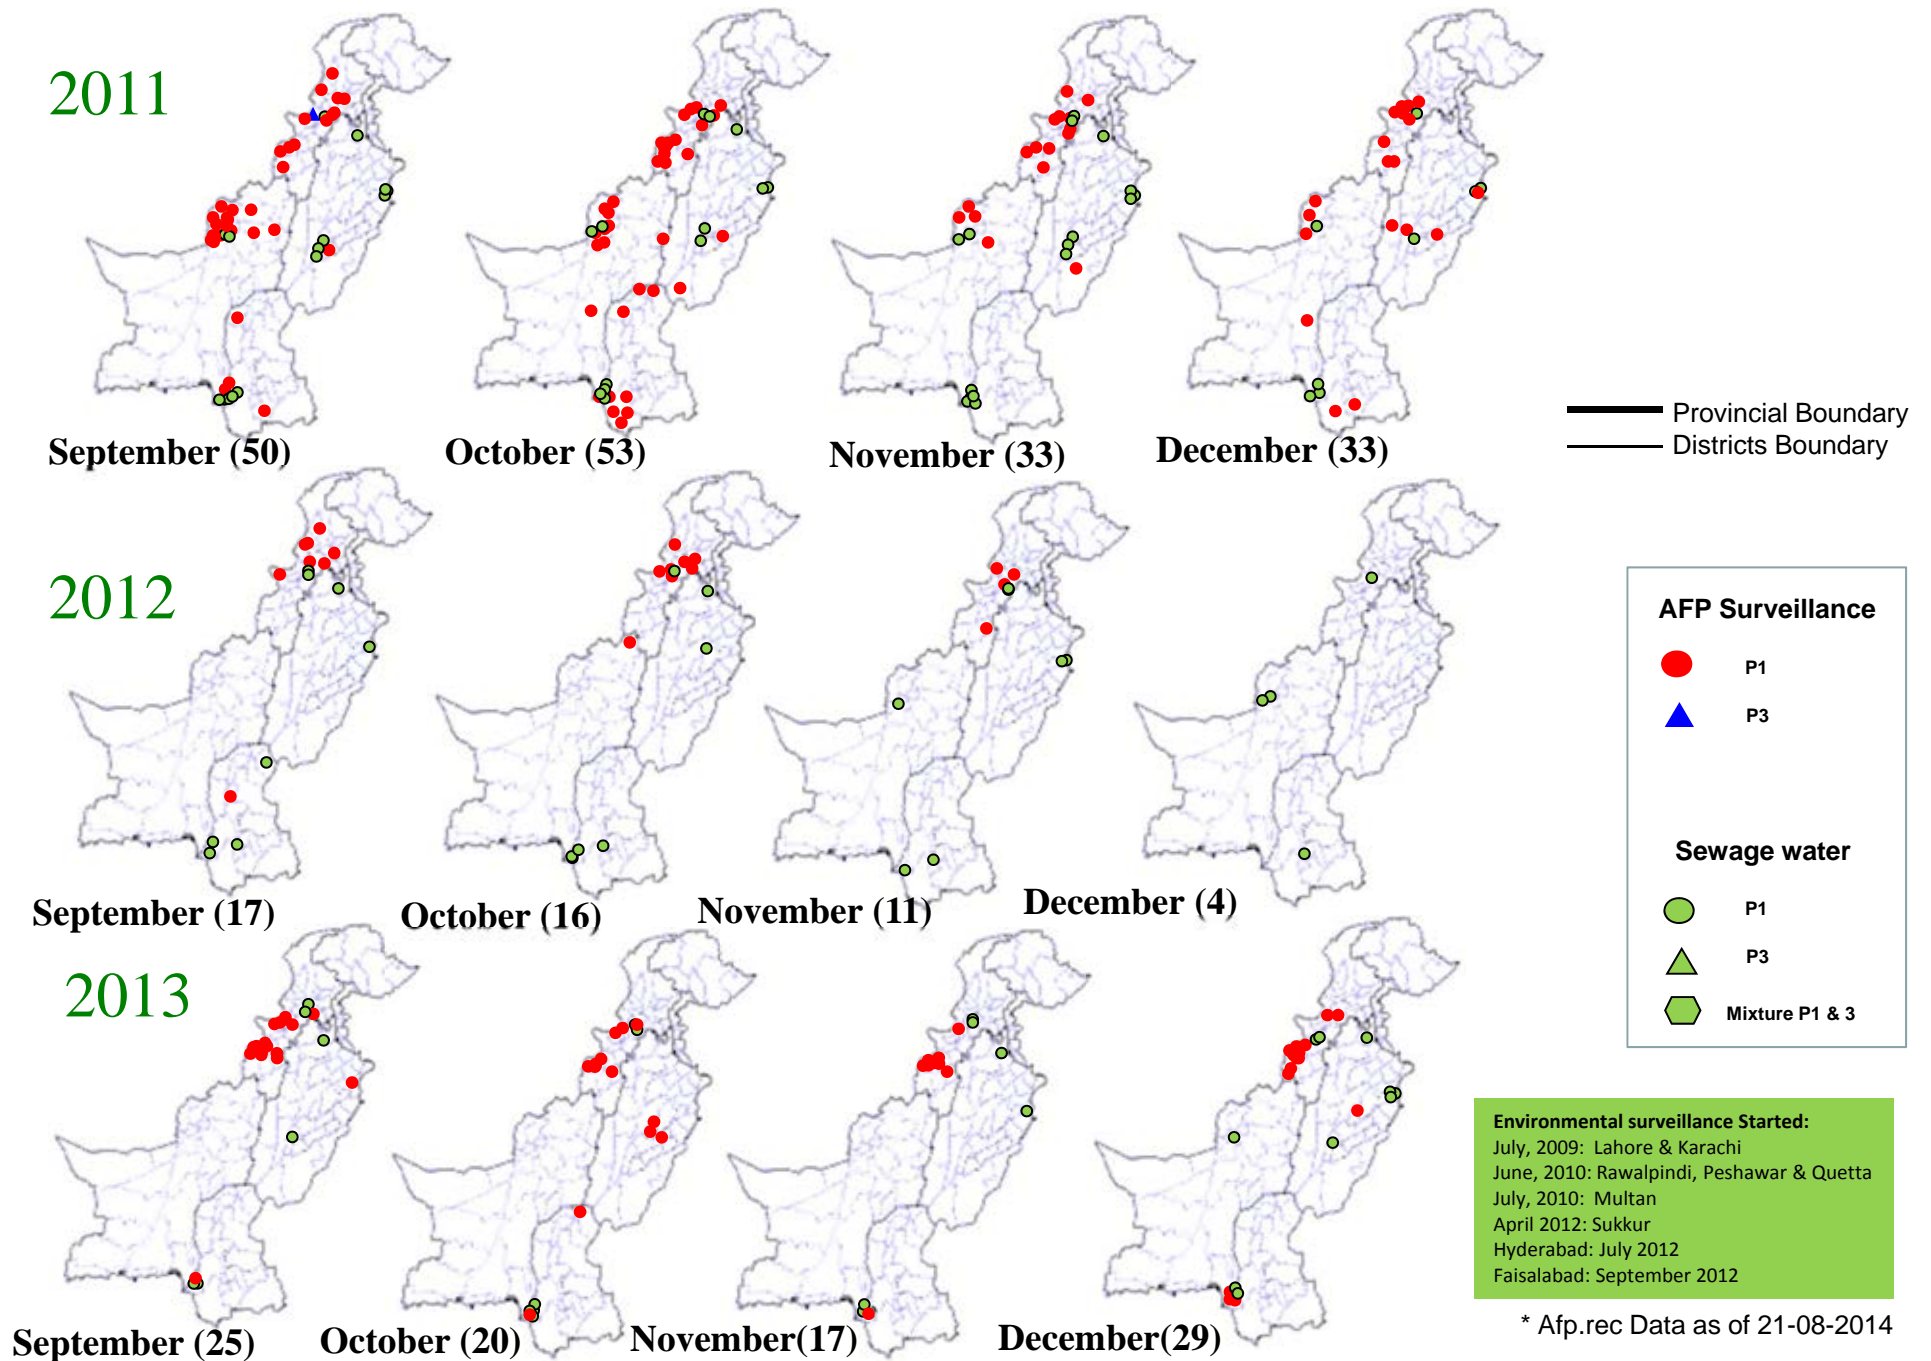 2011
September (50)
October (53)
November (33)
December (33)
Provincial Boundary
Districts Boundary
2012
September (17)
October (16)
November (11)
December (4)
AFP Surveillance
P1
P3
Sewage water
P1
P3
Mixture P1 & 3
2013
September (25)
October (20)
November(17)
December(29)
Environmental surveillance Started:
July, 2009: Lahore & Karachi
June, 2010: Rawalpindi, Peshawar & Quetta
July, 2010: Multan
April 2012: Sukkur
Hyderabad: July 2012
Faisalabad: September 2012
* Afp.rec Data as of 21-08-2014